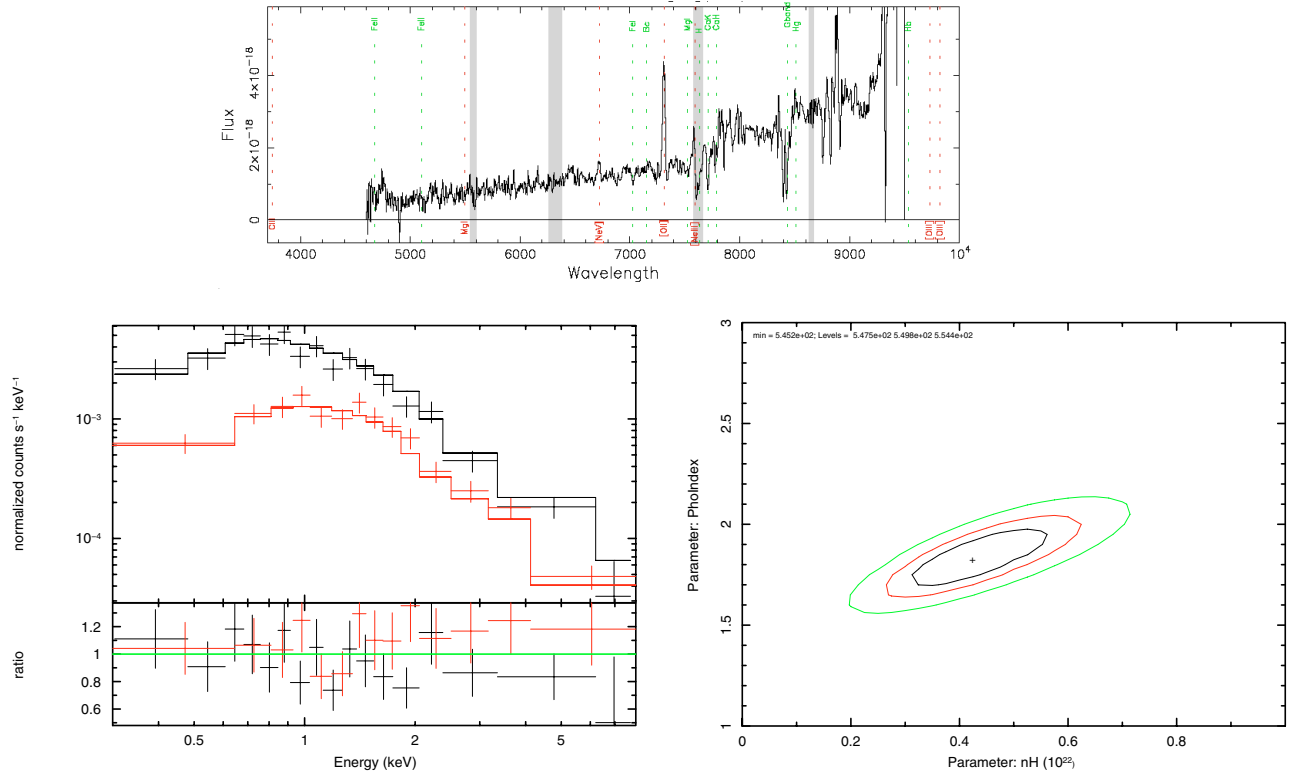 FeII
FeII
FeI
Blc
MgI
H
CaK
CaH
Gband
Hg
Hb
4×10⁻¹⁸
2×10⁻¹⁸
0
Flux
CII]
MgI
[NeV]
[OII]
[NeIII]
[OIII]
[OIII]
4000 5000 6000 7000 8000 9000 10⁴
Wavelength
10⁻³
10⁻⁴
normalized counts s⁻¹ keV⁻¹
1.2
1
0.8
0.6
ratio
0.5 1 2 5
Energy (keV)
min = 5.452e+02; Levels = 5.475e+02 5.498e+02 5.544e+02
3
2.5
2
1.5
1
Parameter: PhoIndex
0 0.2 0.4 0.6 0.8
Parameter: nH (10²²)